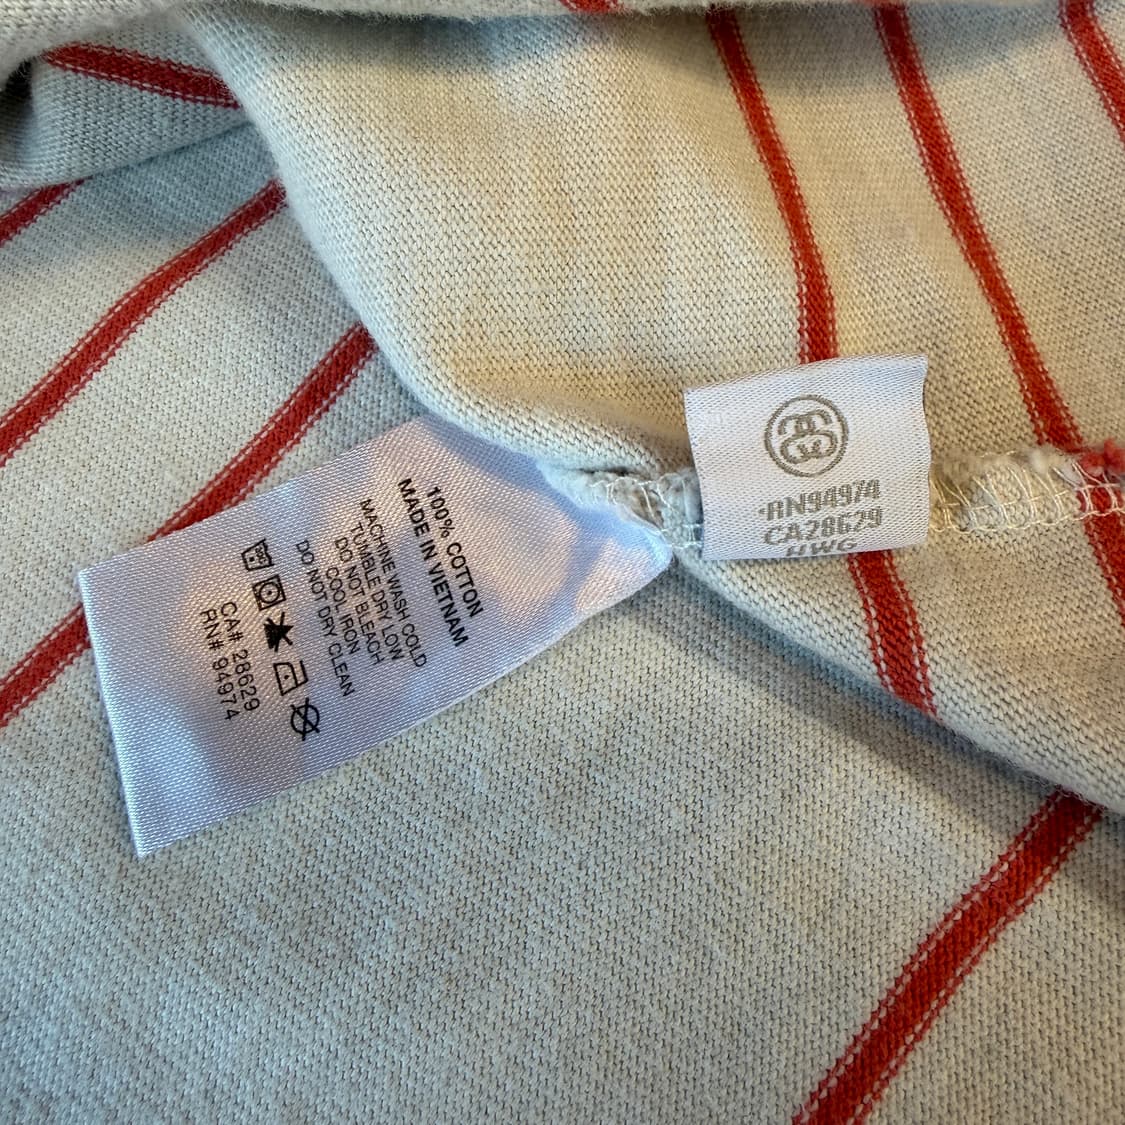 100% COTTON
MADE IN VIETNAM
MACHINE WASH COLD
TUMBLE DRY LOW
DO NOT BLEACH
COOL IRON
DO NOT DRY CLEAN
CA# 28629
RN# 94974
RN94974
CA28629
HWG